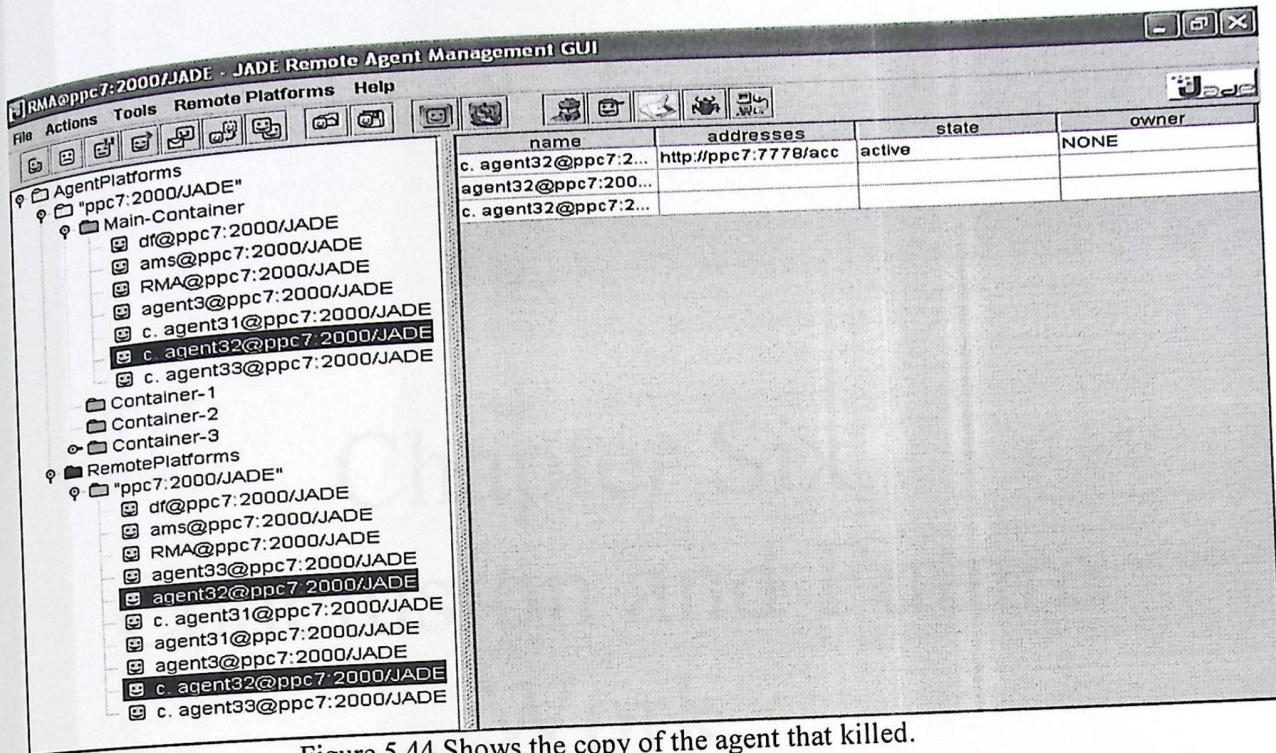 RMA@ppc7:2000/JADE - JADE Remote Agent Management GUI
File Actions Tools Remote Platforms Help
Jade
AgentPlatforms
"ppc7:2000/JADE"
Main-Container
df@ppc7:2000/JADE
ams@ppc7:2000/JADE
RMA@ppc7:2000/JADE
agent3@ppc7:2000/JADE
c. agent31@ppc7:2000/JADE
c. agent32@ppc7:2000/JADE
c. agent33@ppc7:2000/JADE
Container-1
Container-2
Container-3
RemotePlatforms
"ppc7:2000/JADE"
df@ppc7:2000/JADE
ams@ppc7:2000/JADE
RMA@ppc7:2000/JADE
agent33@ppc7:2000/JADE
agent32@ppc7:2000/JADE
c. agent31@ppc7:2000/JADE
agent31@ppc7:2000/JADE
agent3@ppc7:2000/JADE
c. agent32@ppc7:2000/JADE
c. agent33@ppc7:2000/JADE
name addresses state owner
c. agent32@ppc7:2... http://ppc7:7778/acc active NONE
agent32@ppc7:200...
c. agent32@ppc7:2...
Figure 5.44 Shows the copy of the agent that killed.